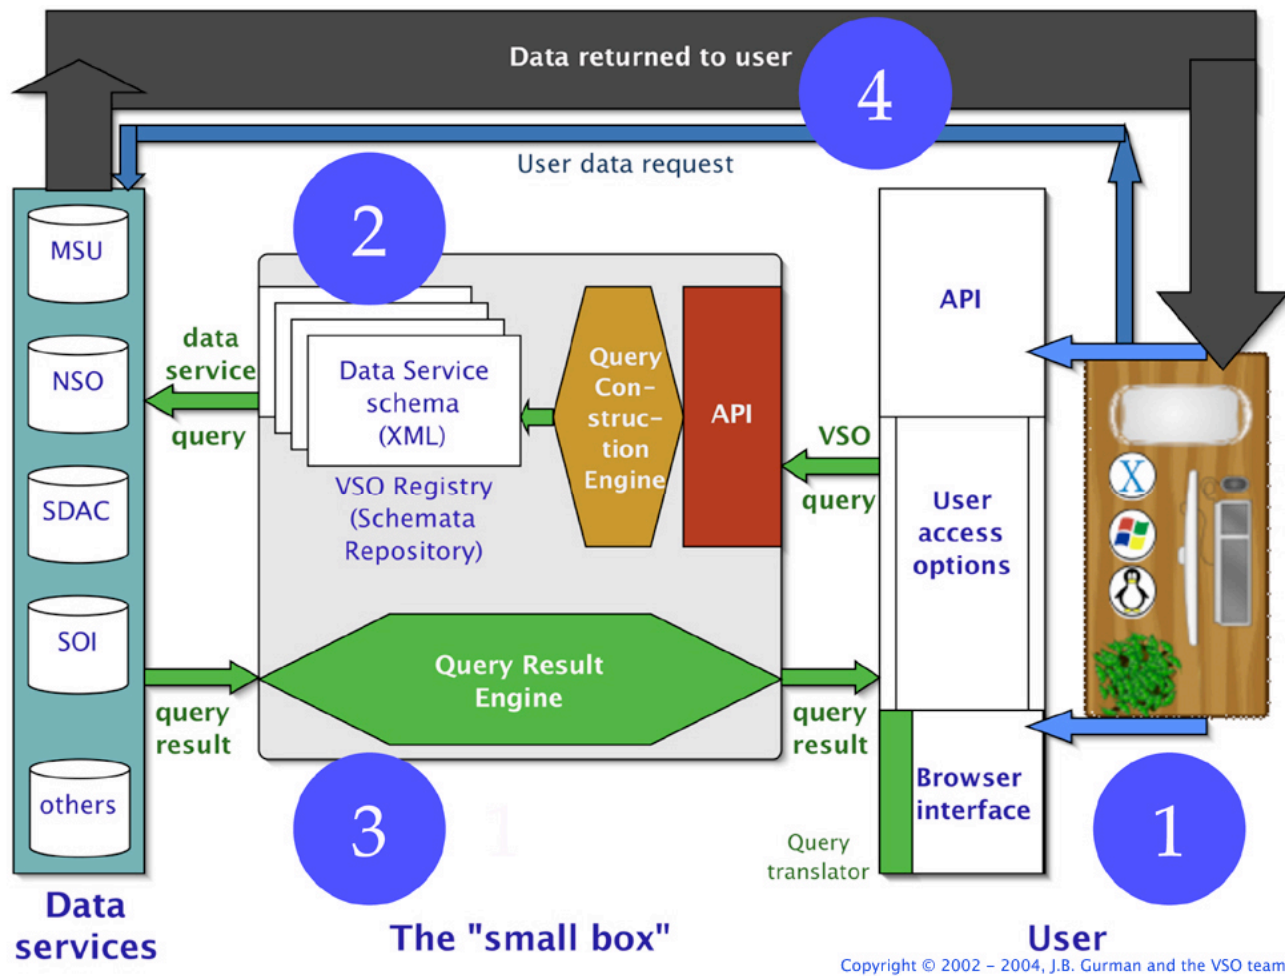 Data returned to user
4
User data request
2
MSU
NSO
SDAC
SOI
others
data
service
query
Data Service
schema
(XML)
VSO Registry
(Schemata
Repository)
Query
Con-
struc-
tion
Engine
API
VSO
query
API
User
access
options
X
query
result
Query Result
Engine
query
result
Browser
interface
Query
translator
3
1
1
Data
services
The "small box"
User
Copyright © 2002 - 2004, J.B. Gurman and the VSO team